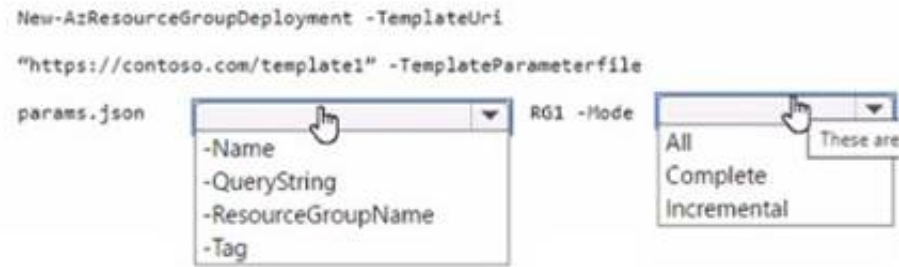 New-AzResourceGroupDeployment -TemplateUri
“https://contoso.com/template1” -TemplateParameterfile
params.json RG1 -Mode
-Name
-QueryString
-ResourceGroupName
-Tag
All
Complete
Incremental
These are